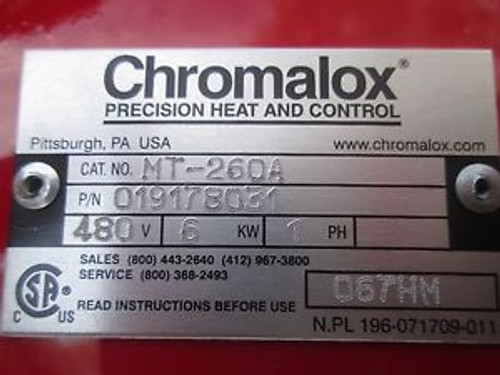 Chromalox®
PRECISION HEAT AND CONTROL
Pittsburgh, PA USA www.chromalox.com
CAT. NO. MT-260A
P/N 019178031
480 V 6 KW 1 PH
SALES (800) 443-2640 (412) 967-3800
SERVICE (800) 368-2493
CSA
C US
READ INSTRUCTIONS BEFORE USE 067HM
N.PL 196-071709-011